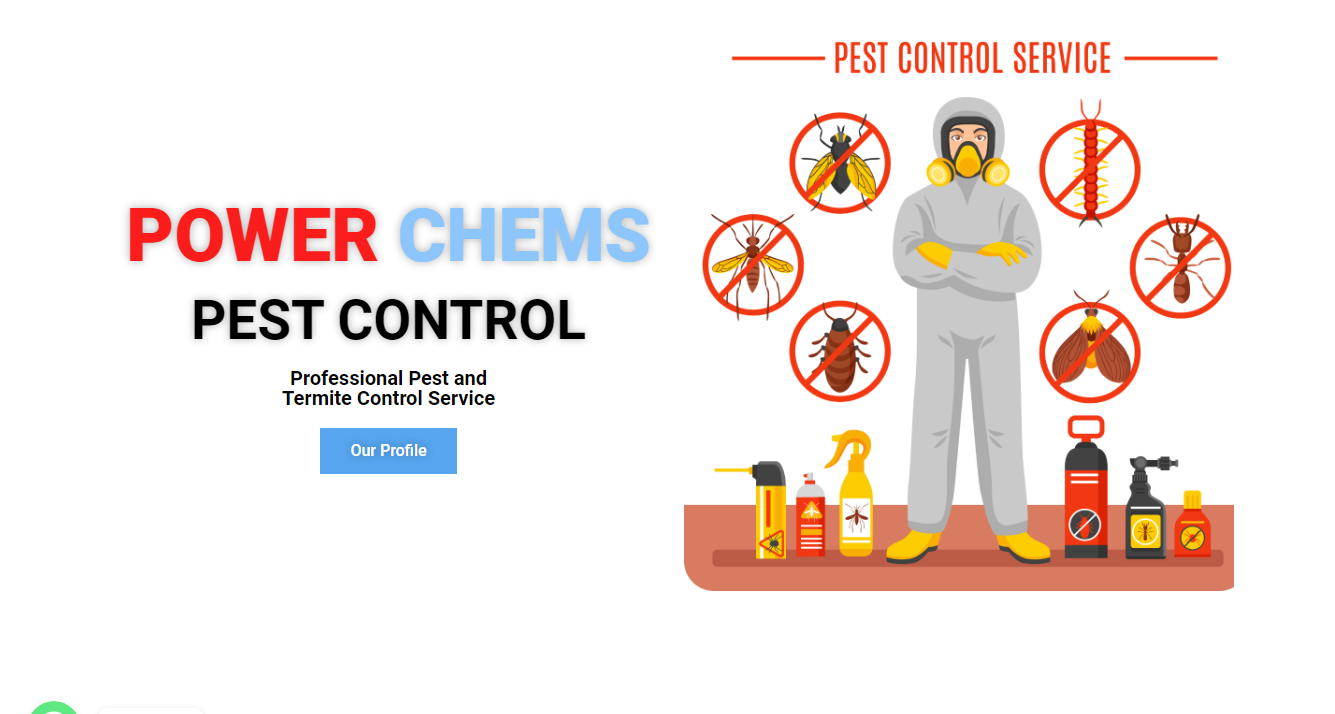 PEST CONTROL SERVICE
POWER CHEMS
PEST CONTROL
Professional Pest and
Termite Control Service
Our Profile